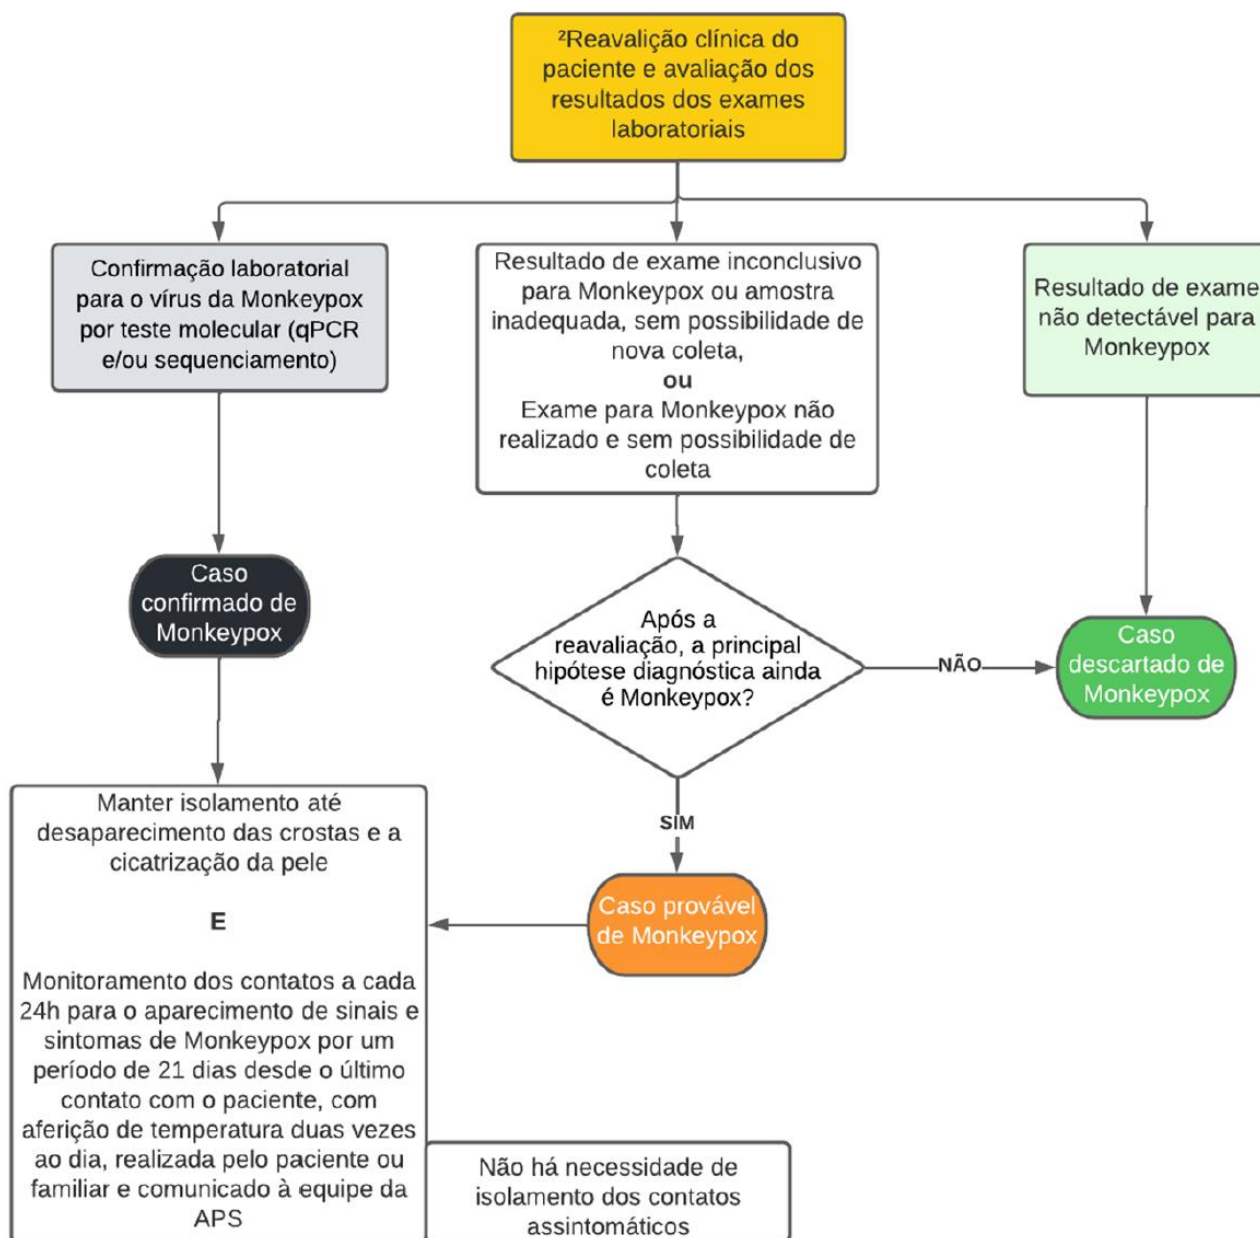 ²Reavalição clínica do
paciente e avaliação dos
resultados dos exames
laboratoriais
Confirmação laboratorial
para o vírus da Monkeypox
por teste molecular (qPCR
e/ou sequenciamento)
Resultado de exame inconclusivo
para Monkeypox ou amostra
inadequada, sem possibilidade de
nova coleta,
ou
Exame para Monkeypox não
realizado e sem possibilidade de
coleta
Resultado de exame
não detectável para
Monkeypox
Caso
confirmado de
Monkeypox
Após a
reavaliação, a principal
hipótese diagnóstica ainda
é Monkeypox?
NÃO
Caso
descartado de
Monkeypox
SIM
Caso provável
de Monkeypox
Manter isolamento até
desaparecimento das crostas e a
cicatrização da pele
E
Monitoramento dos contatos a cada
24h para o aparecimento de sinais e
sintomas de Monkeypox por um
período de 21 dias desde o último
contato com o paciente, com
aferição de temperatura duas vezes
ao dia, realizada pelo paciente ou
familiar e comunicado à equipe da
APS
Não há necessidade de
isolamento dos contatos
assintomáticos